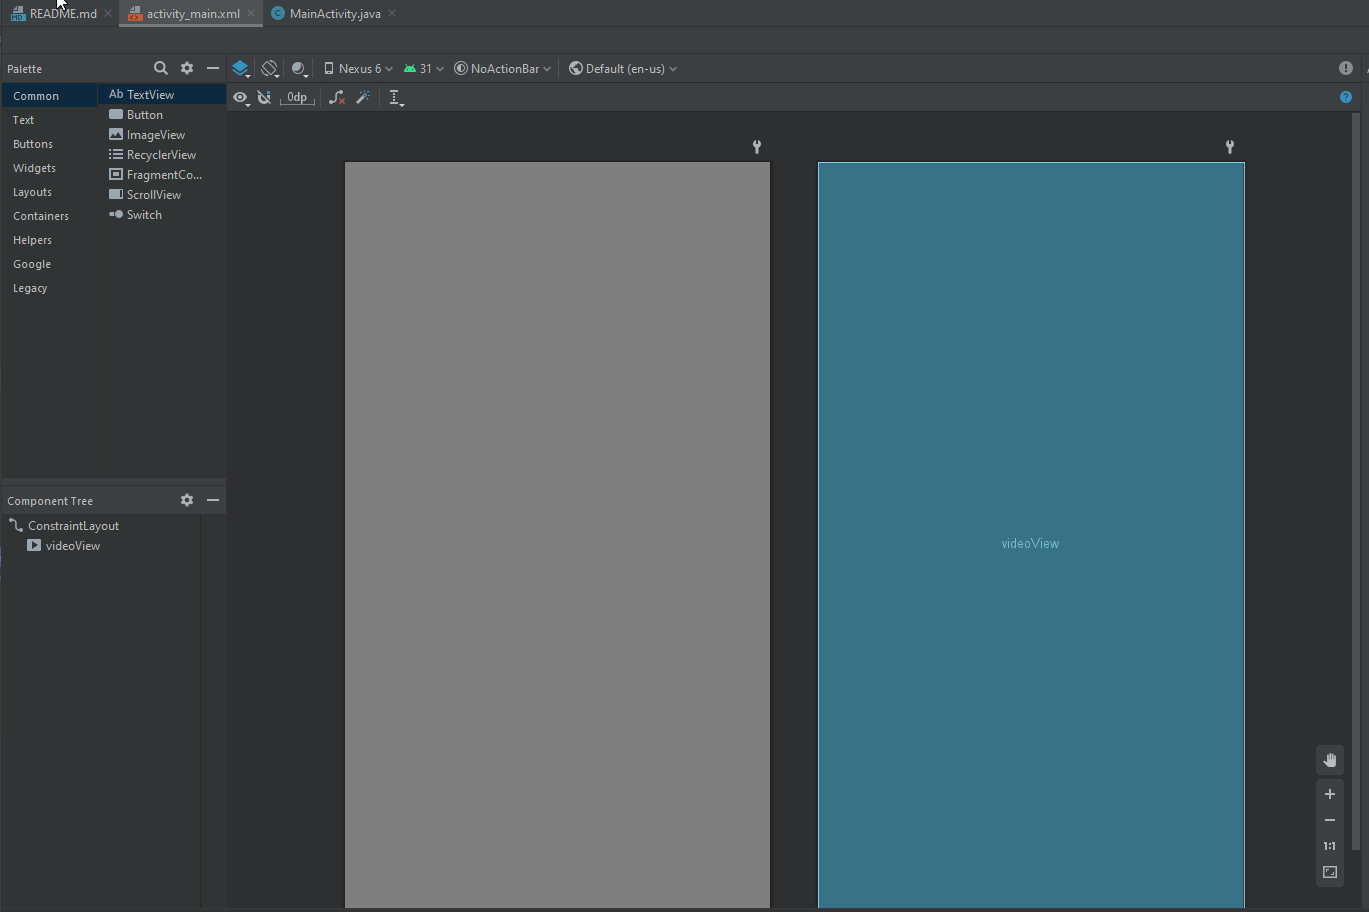 README.md
activity_main.xml
MainActivity.java
Palette
Nexus 6
31
NoActionBar
Default (en-us)
0dp
Common
Text
Buttons
Widgets
Layouts
Containers
Helpers
Google
Legacy
Ab TextView
Button
ImageView
RecyclerView
FragmentCo...
ScrollView
Switch
Component Tree
ConstraintLayout
videoView
videoView
1:1